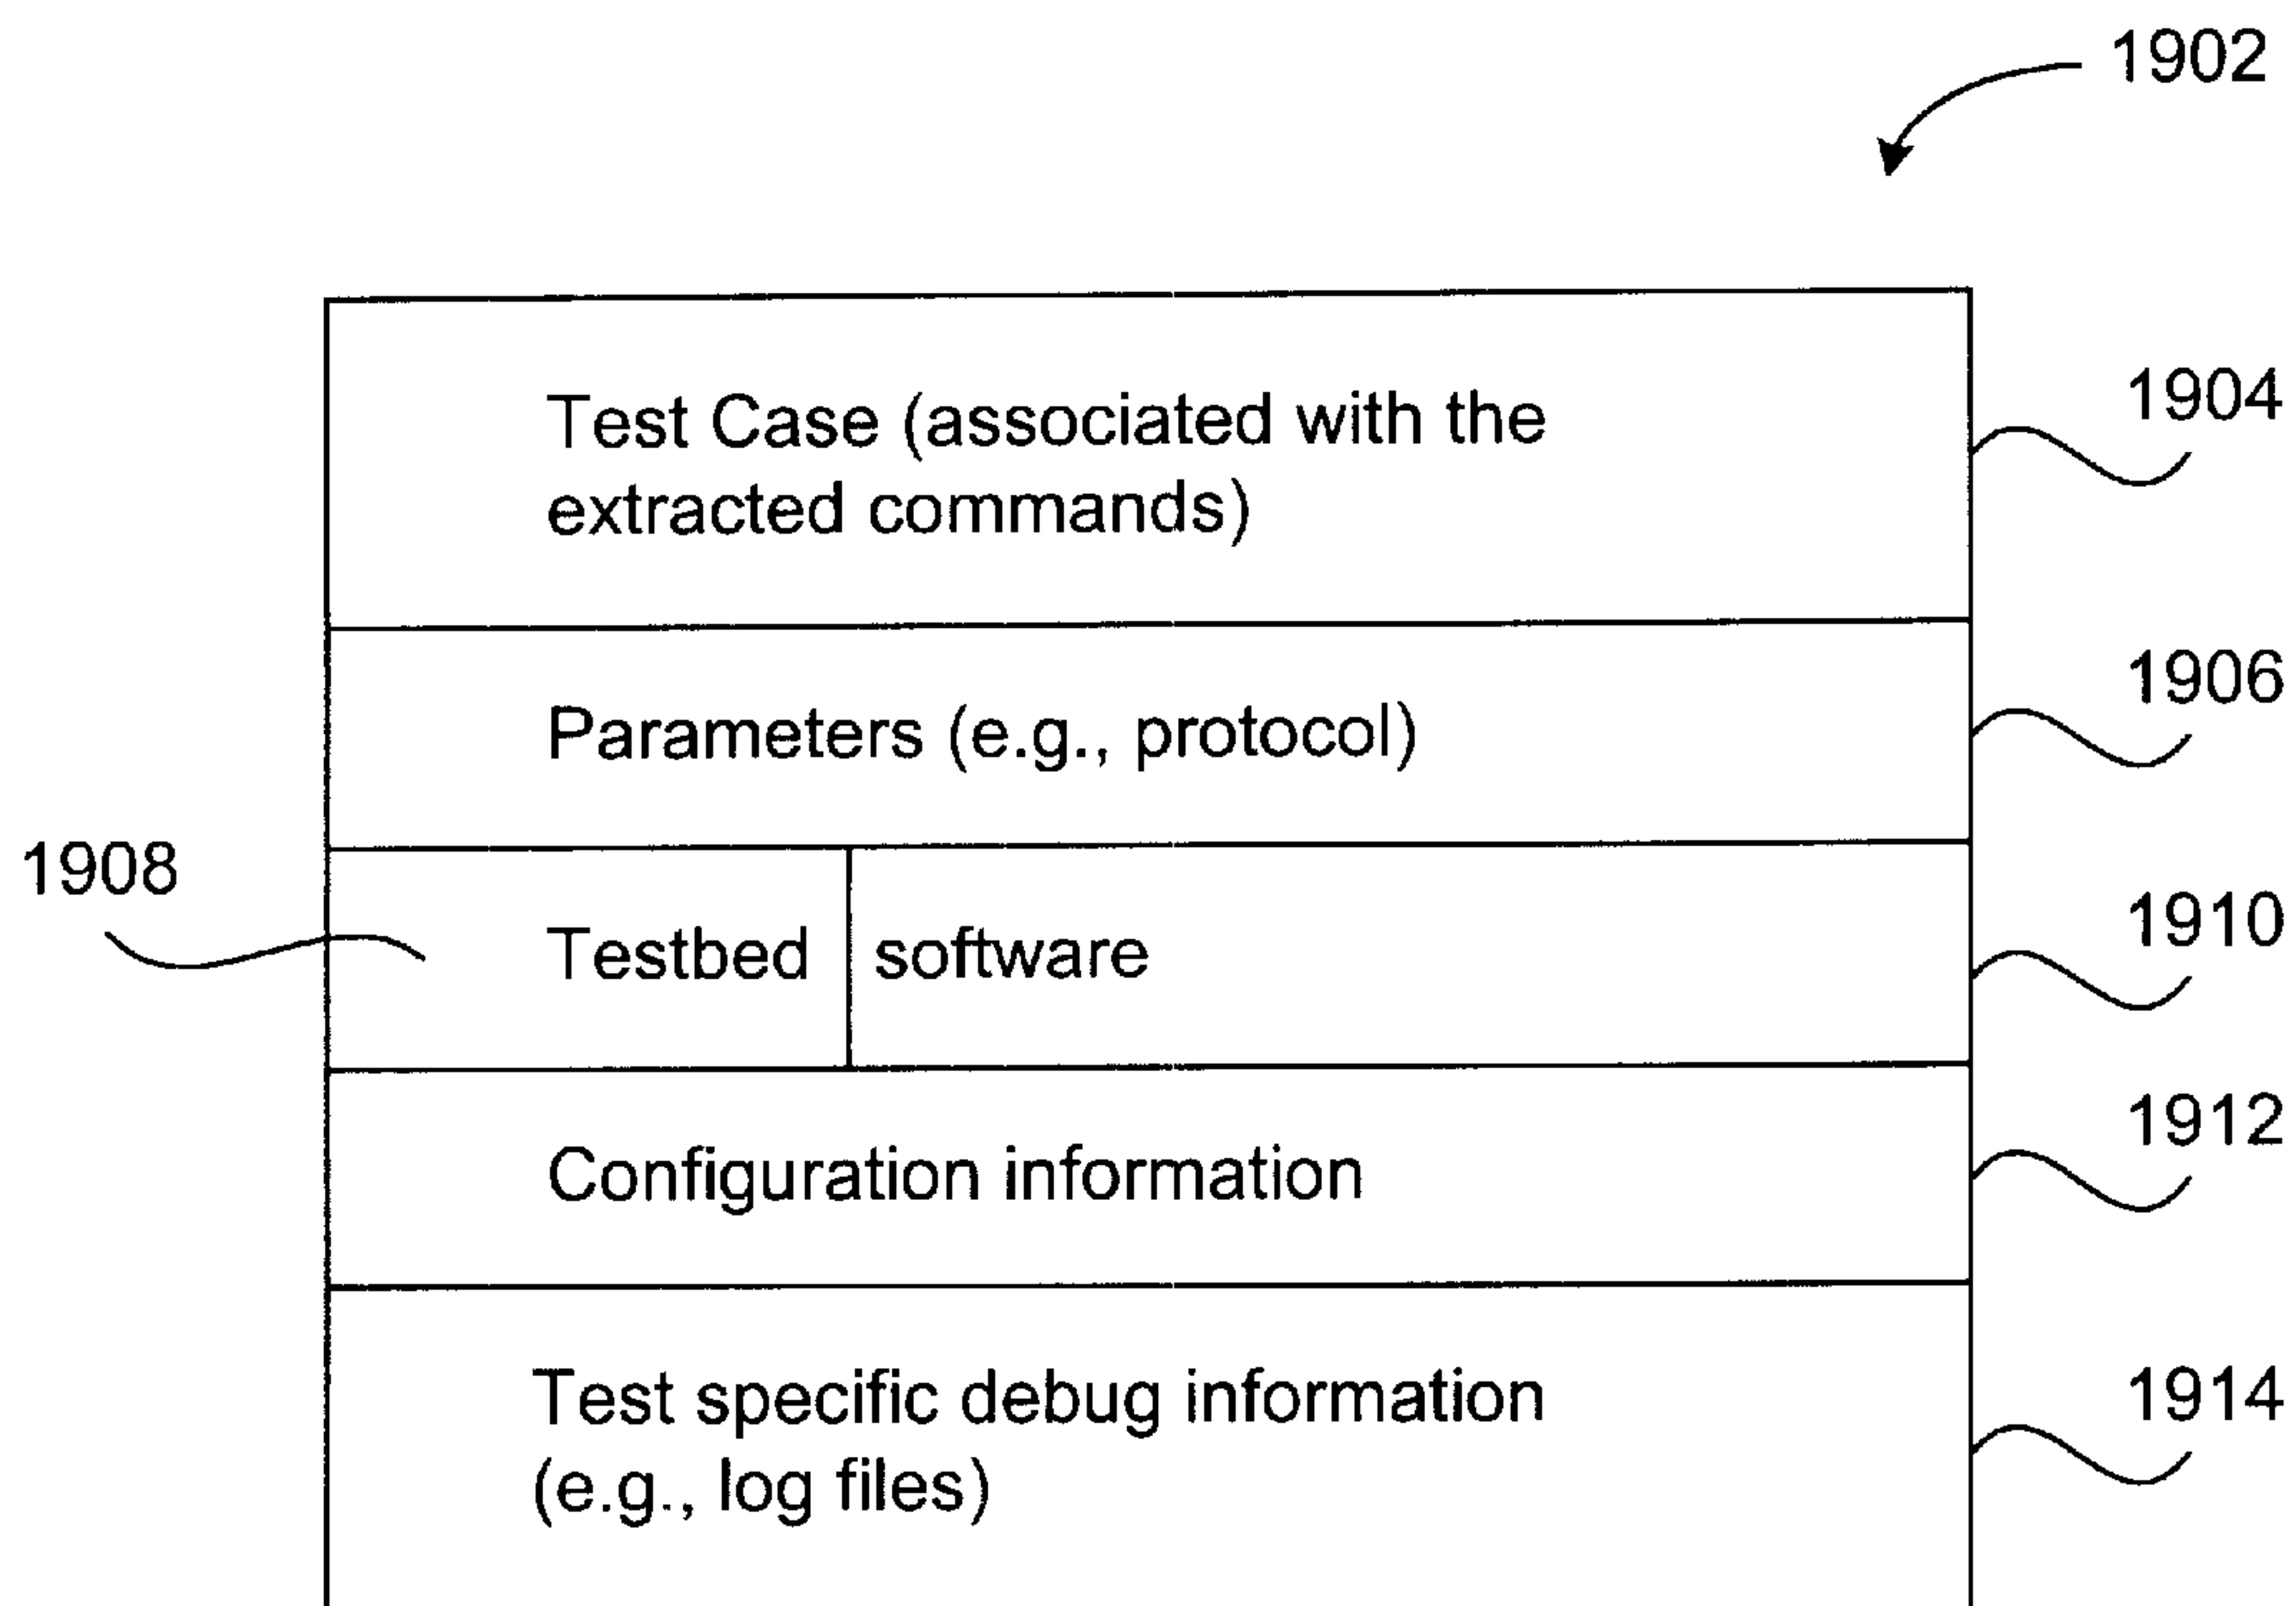 1902
Test Case (associated with the
extracted commands)
1904
Parameters (e.g., protocol)
1906
1908
Testbed
software
1910
Configuration information
1912
Test specific debug information
(e.g., log files)
1914